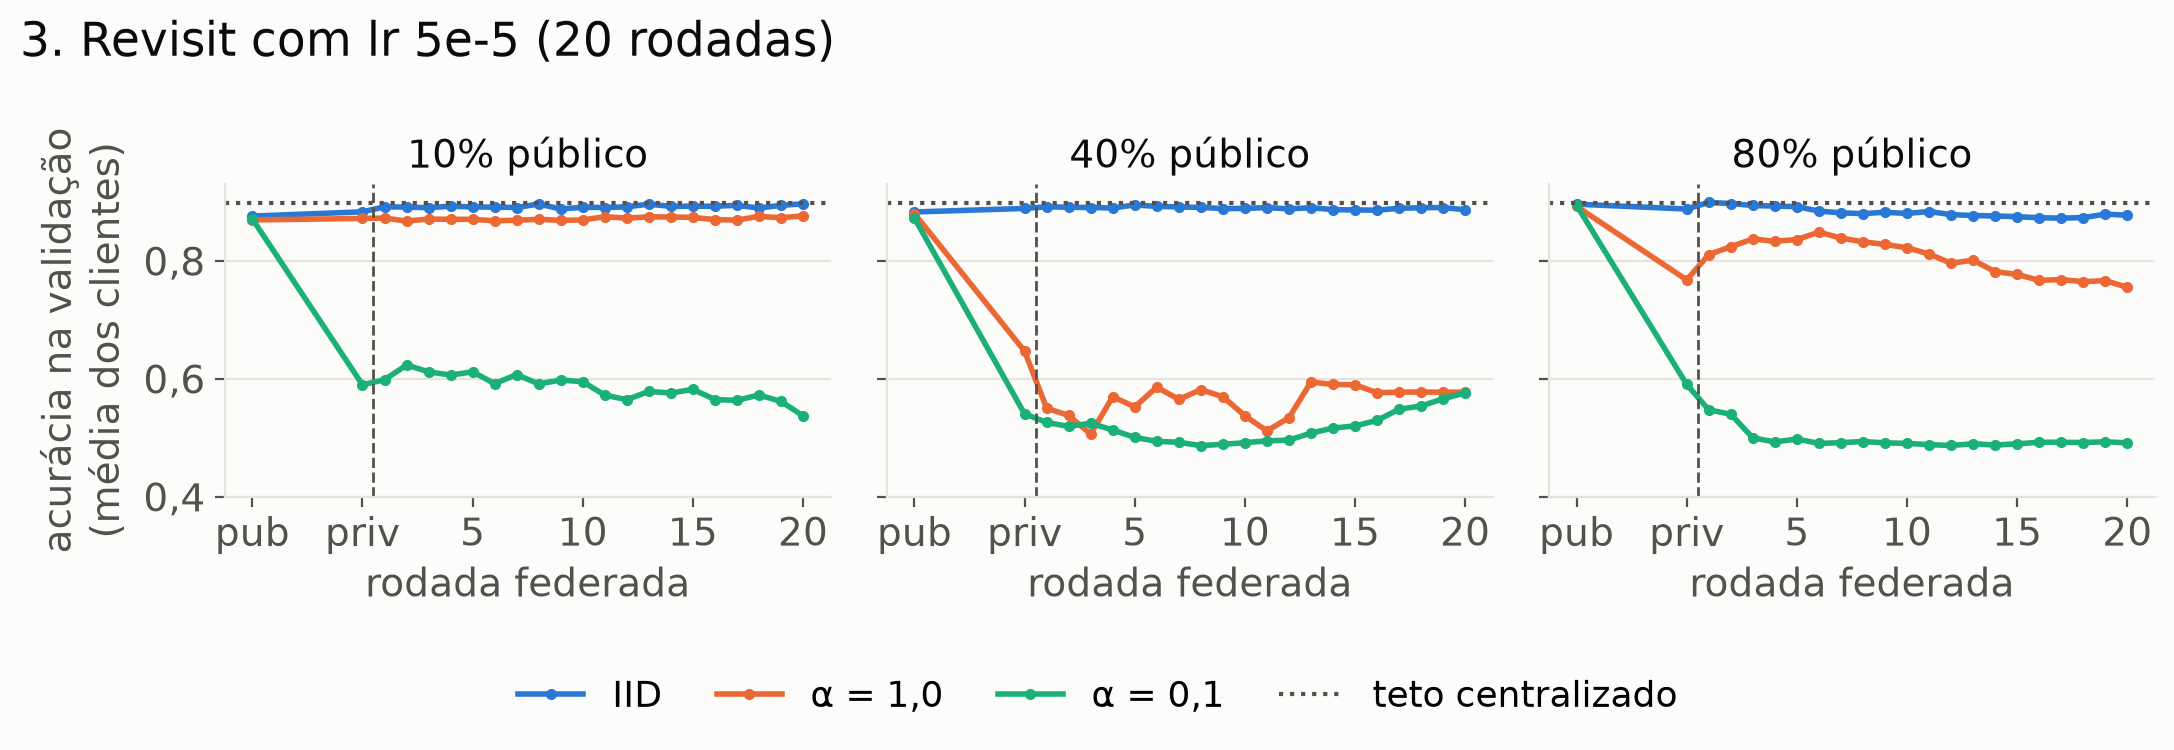 3. Revisit com lr 5e-5 (20 rodadas)
acurácia na validação
(média dos clientes)
10% público
40% público
80% público
0,8
0,6
0,4
pub priv 5 10 15 20
pub priv 5 10 15 20
pub priv 5 10 15 20
rodada federada
rodada federada
rodada federada
IID
α = 1,0
α = 0,1
teto centralizado